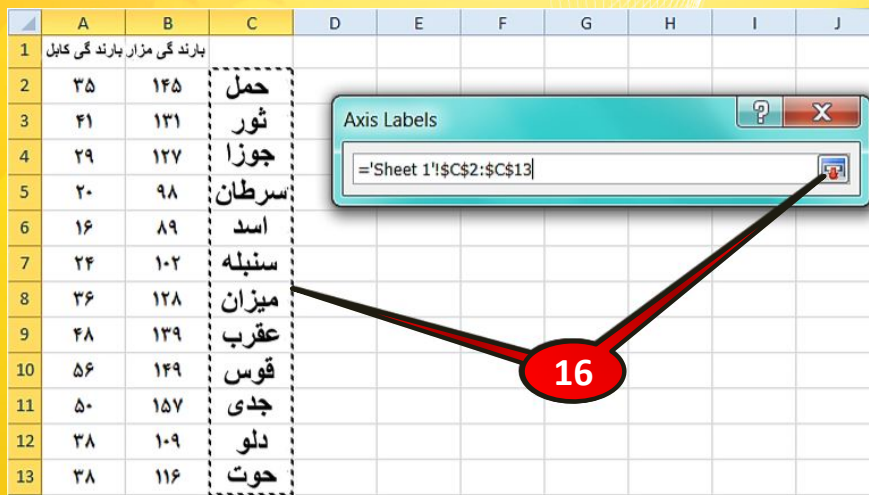 A B C D E F G H I J
1 بارند گی کابل بارند گی مزار
2 ۳۵ ۱۴۵ حمل
3 ۴۱ ۱۳۱ ثور
4 ۲۹ ۱۲۷ جوزا
5 ۲۰ ۹۸ سرطان
6 ۱۶ ۸۹ اسد
7 ۲۴ ۱۰۲ سنبله
8 ۳۶ ۱۲۸ میزان
9 ۴۸ ۱۳۹ عقرب
10 ۵۶ ۱۴۹ قوس
11 ۵۰ ۱۵۷ جدی
12 ۳۸ ۱۰۹ دلو
13 ۳۸ ۱۱۶ حوت
Axis Labels
='Sheet 1'!$C$2:$C$13
16